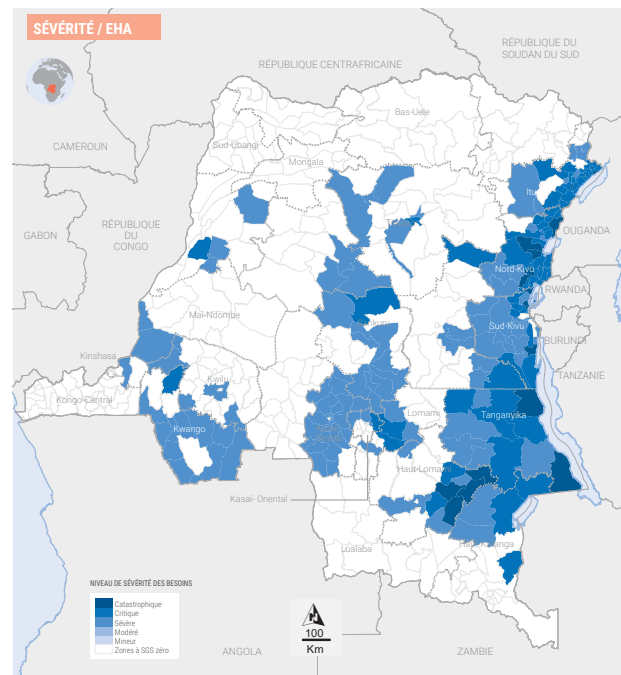 SÉVÉRITÉ / EHA
RÉPUBLIQUE DU
SOUDAN DU SUD
RÉPUBLIQUE CENTRAFRICAINE
Bas-Uele
CAMEROUN
Sud-Ubangi
Mongala
GABON
RÉPUBLIQUE
DU
CONGO
OUGANDA
Nord-Kivu
RWANDA
Maï-Ndombe
Sud-Kivu
BURUNDI
Kinshasa
TANZANIE
Kwilu
Kongo-Central
Lomami
Tanganyika
Kwango
Haut-Lomami
Kasaï- Oriental
Lualaba
NIVEAU DE SÉVÉRITÉ DES BESOINS
Catastrophique
Critique
Sévère
Modéré
Mineur
Zones à SGS zéro
N
100
Km
ANGOLA
ZAMBIE